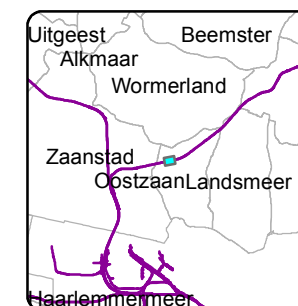 Uitgeest Beemster
Alkmaar
Wormerland
Zaanstad
Oostzaan Landsmeer
Haarlemmermeer